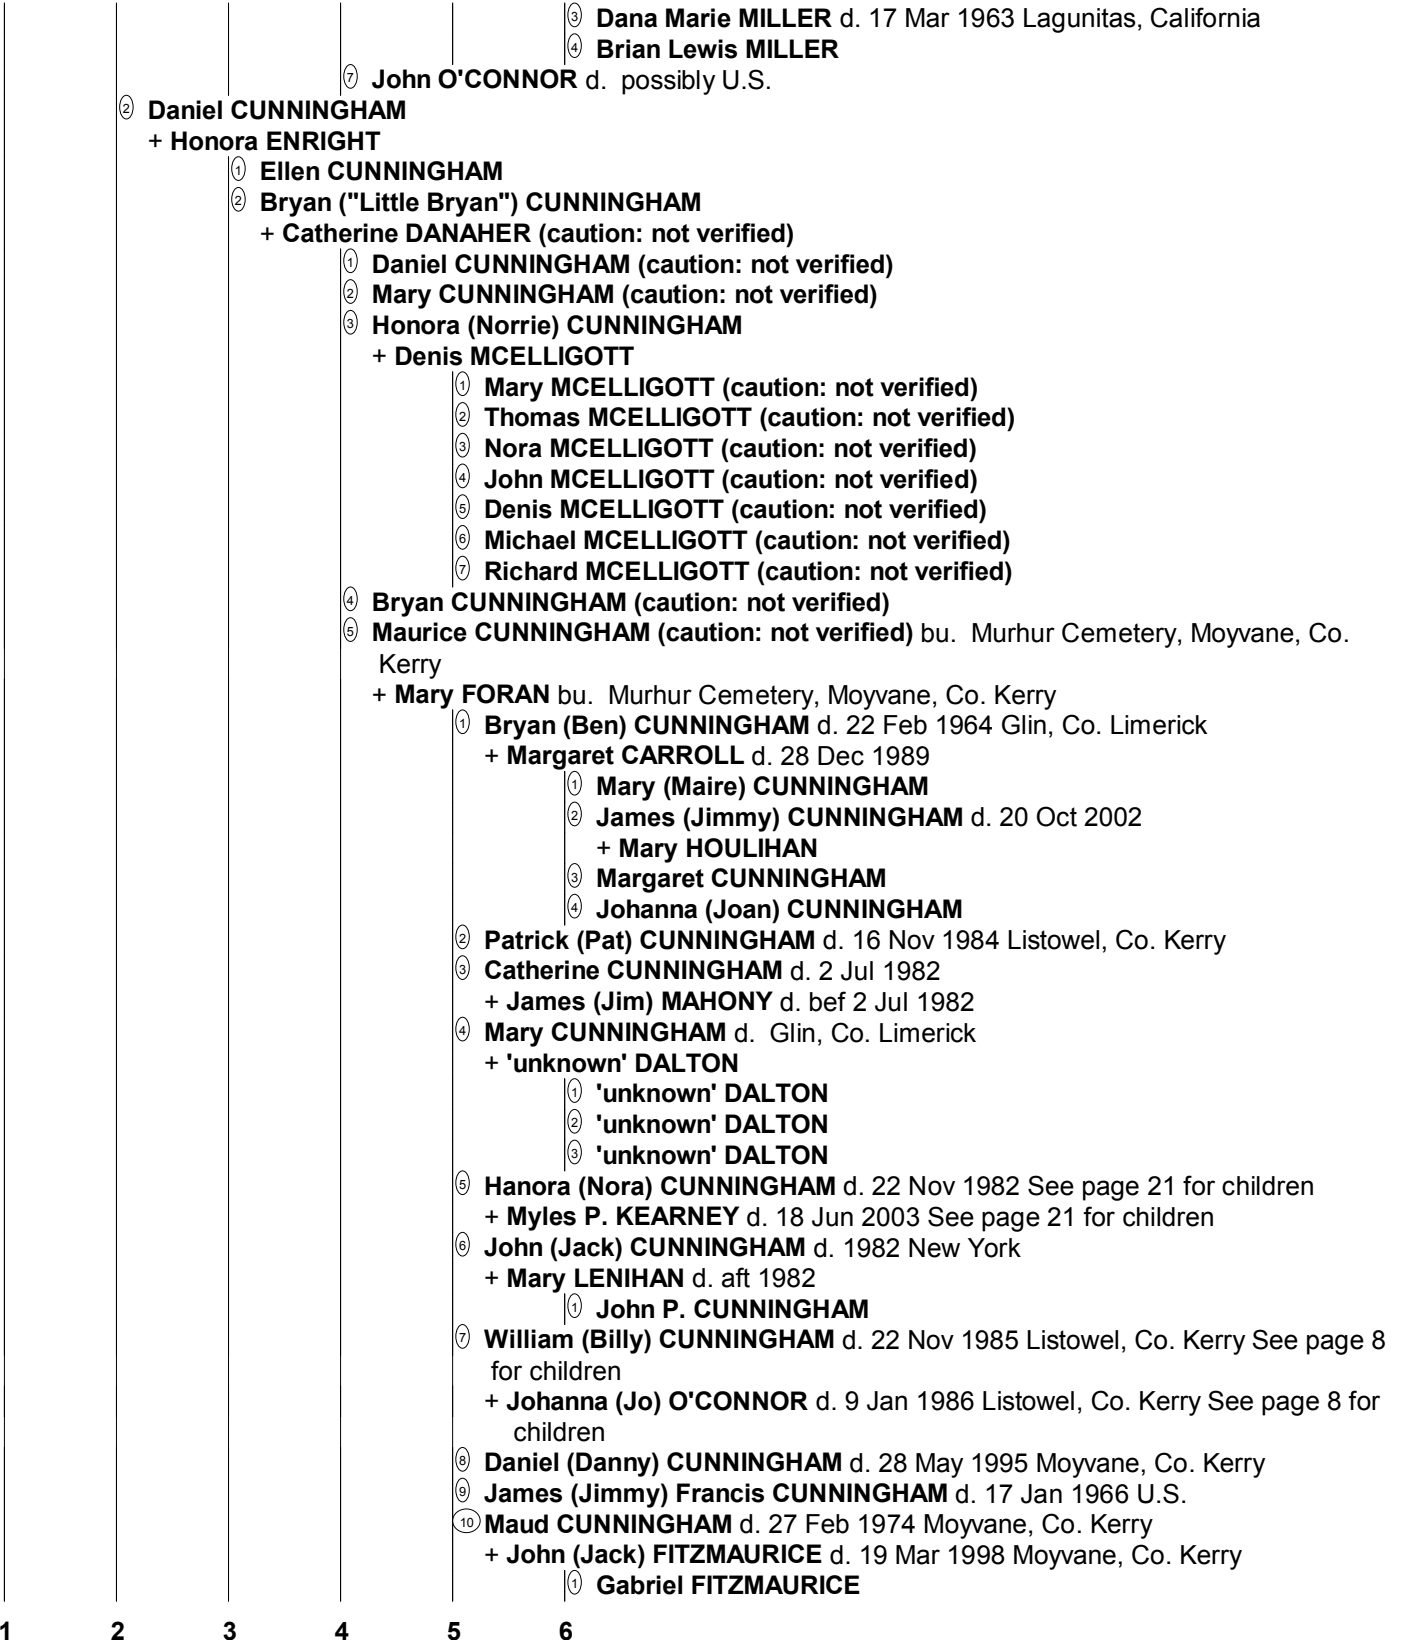 3 Dana Marie MILLER d. 17 Mar 1963 Lagunitas, California
4 Brian Lewis MILLER
7 John O'CONNOR d. possibly U.S.
2 Daniel CUNNINGHAM
+ Honora ENRIGHT
1 Ellen CUNNINGHAM
2 Bryan ("Little Bryan") CUNNINGHAM
+ Catherine DANAHER (caution: not verified)
1 Daniel CUNNINGHAM (caution: not verified)
2 Mary CUNNINGHAM (caution: not verified)
3 Honora (Norrie) CUNNINGHAM
+ Denis MCELLIGOTT
1 Mary MCELLIGOTT (caution: not verified)
2 Thomas MCELLIGOTT (caution: not verified)
3 Nora MCELLIGOTT (caution: not verified)
4 John MCELLIGOTT (caution: not verified)
5 Denis MCELLIGOTT (caution: not verified)
6 Michael MCELLIGOTT (caution: not verified)
7 Richard MCELLIGOTT (caution: not verified)
4 Bryan CUNNINGHAM (caution: not verified)
5 Maurice CUNNINGHAM (caution: not verified) bu. Murhur Cemetery, Moyvane, Co.
Kerry
+ Mary FORAN bu. Murhur Cemetery, Moyvane, Co. Kerry
1 Bryan (Ben) CUNNINGHAM d. 22 Feb 1964 Glin, Co. Limerick
+ Margaret CARROLL d. 28 Dec 1989
1 Mary (Maire) CUNNINGHAM
2 James (Jimmy) CUNNINGHAM d. 20 Oct 2002
+ Mary HOULIHAN
3 Margaret CUNNINGHAM
4 Johanna (Joan) CUNNINGHAM
2 Patrick (Pat) CUNNINGHAM d. 16 Nov 1984 Listowel, Co. Kerry
3 Catherine CUNNINGHAM d. 2 Jul 1982
+ James (Jim) MAHONY d. bef 2 Jul 1982
4 Mary CUNNINGHAM d. Glin, Co. Limerick
+ 'unknown' DALTON
1 'unknown' DALTON
2 'unknown' DALTON
3 'unknown' DALTON
5 Hanora (Nora) CUNNINGHAM d. 22 Nov 1982 See page 21 for children
+ Myles P. KEARNEY d. 18 Jun 2003 See page 21 for children
6 John (Jack) CUNNINGHAM d. 1982 New York
+ Mary LENIHAN d. aft 1982
1 John P. CUNNINGHAM
7 William (Billy) CUNNINGHAM d. 22 Nov 1985 Listowel, Co. Kerry See page 8
for children
+ Johanna (Jo) O'CONNOR d. 9 Jan 1986 Listowel, Co. Kerry See page 8 for
children
8 Daniel (Danny) CUNNINGHAM d. 28 May 1995 Moyvane, Co. Kerry
9 James (Jimmy) Francis CUNNINGHAM d. 17 Jan 1966 U.S.
10 Maud CUNNINGHAM d. 27 Feb 1974 Moyvane, Co. Kerry
+ John (Jack) FITZMAURICE d. 19 Mar 1998 Moyvane, Co. Kerry
1 Gabriel FITZMAURICE
1 2 3 4 5 6